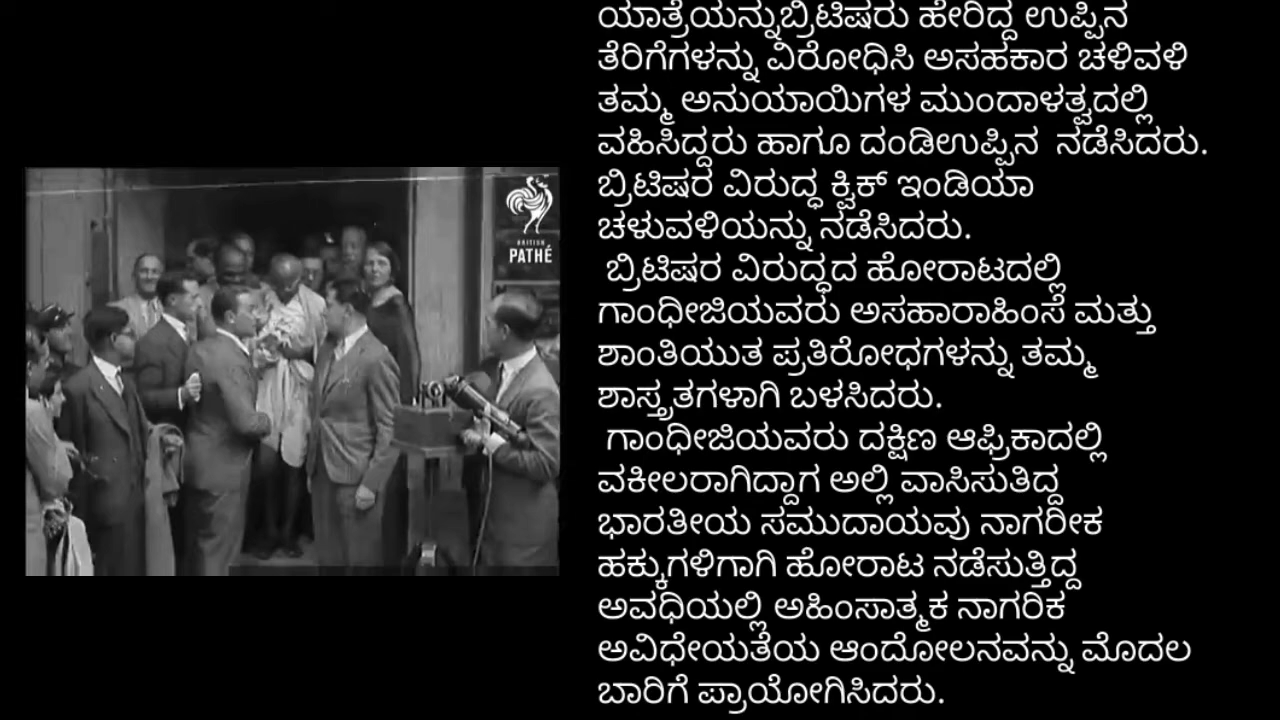 BRITISH
PATHÉ
ಯಾತ್ರೆಯನ್ನುಬ್ರಿಟಿಷರು ಹೇರಿದ್ದ ಉಪ್ಪಿನ
ತೆರಿಗೆಗಳನ್ನು ವಿರೋಧಿಸಿ ಅಸಹಕಾರ ಚಳಿವಳಿ
ತಮ್ಮ ಅನುಯಾಯಿಗಳ ಮುಂದಾಳತ್ವದಲ್ಲಿ
ವಹಿಸಿದ್ದರು ಹಾಗೂ ದಂಡಿಉಪ್ಪಿನ ನಡೆಸಿದರು.
ಬ್ರಿಟಿಷರ ವಿರುದ್ಧ ಕ್ವಿಕ್ ಇಂಡಿಯಾ
ಚಳುವಳಿಯನ್ನು ನಡೆಸಿದರು.
ಬ್ರಿಟಿಷರ ವಿರುದ್ಧದ ಹೋರಾಟದಲ್ಲಿ
ಗಾಂಧೀಜಿಯವರು ಅಸಹಾರಾಹಿಂಸೆ ಮತ್ತು
ಶಾಂತಿಯುತ ಪ್ರತಿರೋಧಗಳನ್ನು ತಮ್ಮ
ಶಾಸ್ತ್ರತಗಳಾಗಿ ಬಳಸಿದರು.
ಗಾಂಧೀಜಿಯವರು ದಕ್ಷಿಣ ಆಫ್ರಿಕಾದಲ್ಲಿ
ವಕೀಲರಾಗಿದ್ದಾಗ ಅಲ್ಲಿ ವಾಸಿಸುತಿದ್ದ
ಭಾರತೀಯ ಸಮುದಾಯವು ನಾಗರೀಕ
ಹಕ್ಕುಗಳಿಗಾಗಿ ಹೋರಾಟ ನಡೆಸುತ್ತಿದ್ದ
ಅವಧಿಯಲ್ಲಿ ಅಹಿಂಸಾತ್ಮಕ ನಾಗರಿಕ
ಅವಿಧೇಯತೆಯ ಆಂದೋಲನವನ್ನು ಮೊದಲ
ಬಾರಿಗೆ ಪ್ರಾಯೋಗಿಸಿದರು.